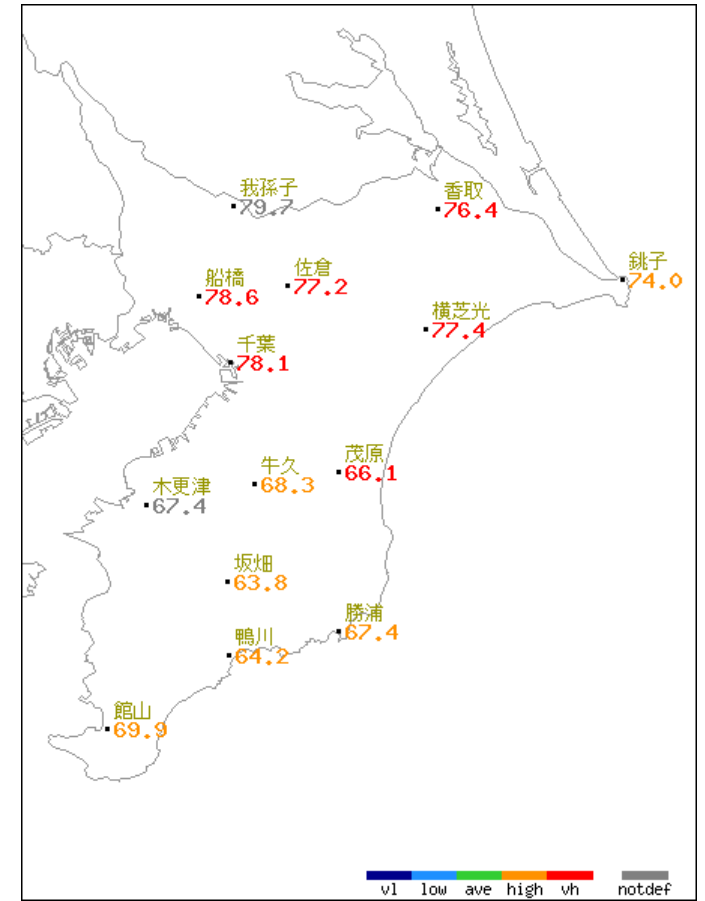 我孫子
79.7
香取
76.4
船橋
78.6
佐倉
77.2
銚子
74.0
横芝光
77.4
千葉
78.1
牛久
68.3
茂原
66.1
木更津
67.4
坂畑
63.8
勝浦
67.4
鴨川
64.2
館山
69.9
vl low ave high vh notdef